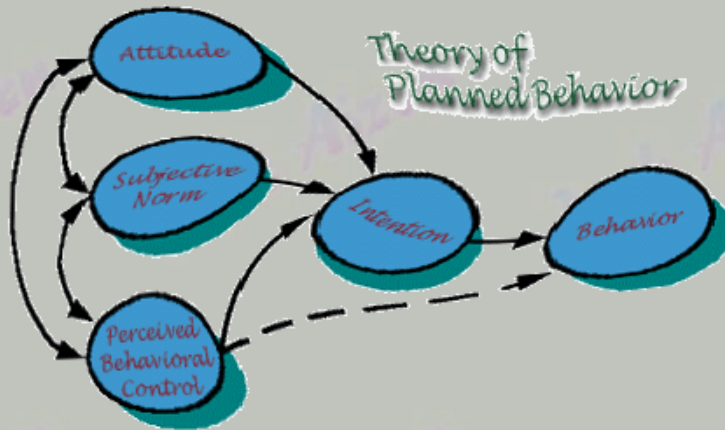 Theory of
Planned Behavior
Attitude
Subjective
Norm
Intention
Behavior
Perceived
Behavioral
Control